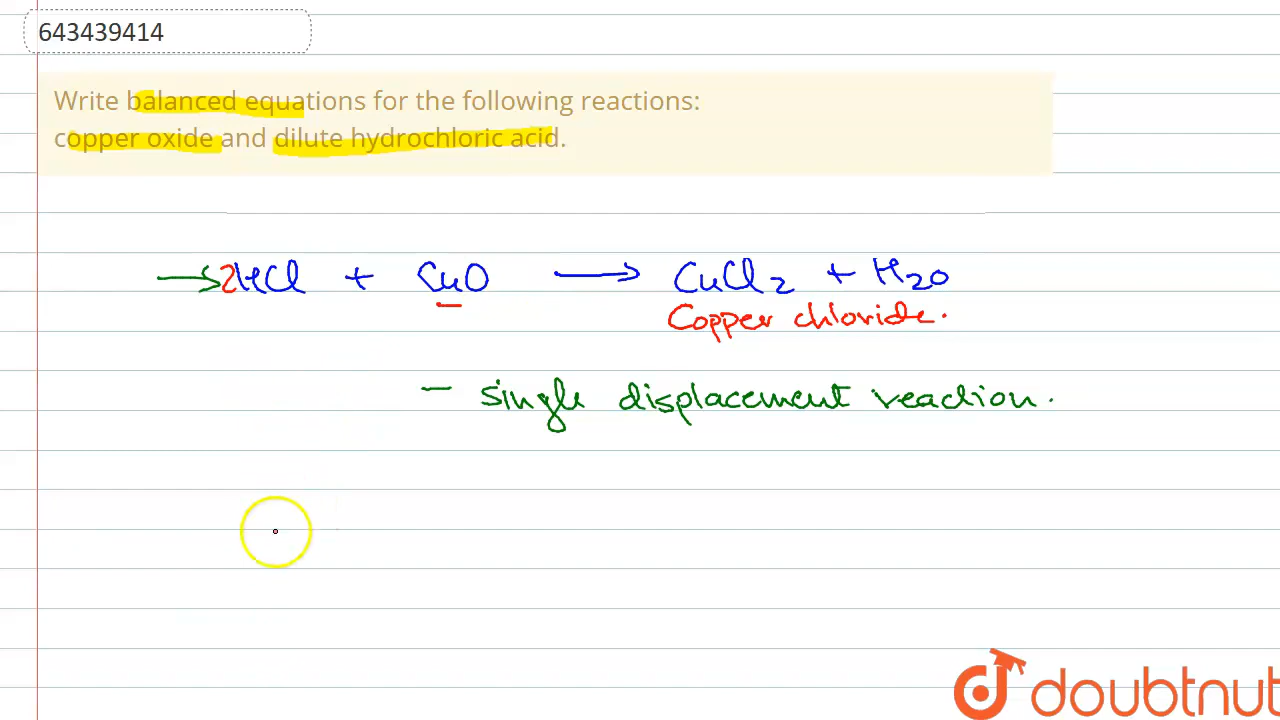 643439414
Write balanced equations for the following reactions:
copper oxide and dilute hydrochloric acid.
→ 2HCl + CuO → CuCl2 + H2O
Copper chloride.
- single displacement reaction.
doubtnut